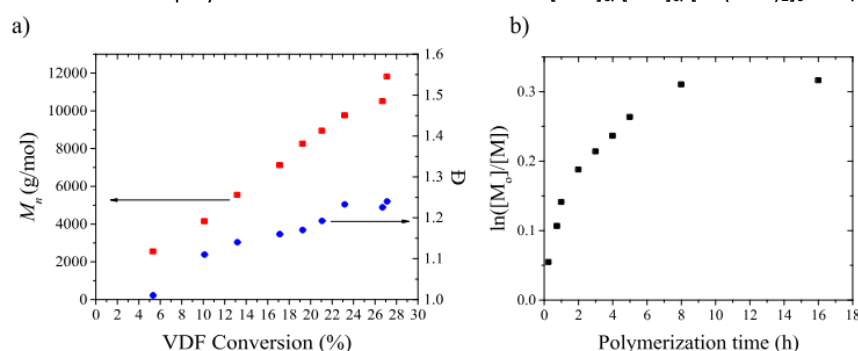 a)
12000
10000
8000
6000
4000
2000
0
Mn (g/mol)
1.6
1.5
1.4
1.3
1.2
1.1
1.0
Đ
0 2 4 6 8 10 12 14 16 18 20 22 24 26 28 30
VDF Conversion (%)
b)
0.3
0.2
0.1
0.0
ln([Mo]/[M])
0 2 4 6 8 10 12 14 16 18
Polymerization time (h)